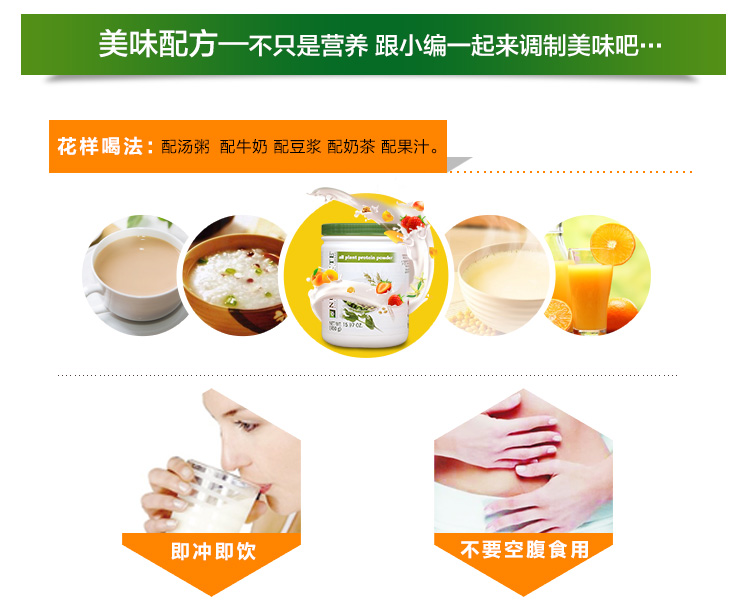 美味配方一不只是营养 跟小编一起来调制美味吧…
花样喝法：配汤粥 配牛奶 配豆浆 配奶茶 配果汁。
all plant protein powder
NET WT. 15.87 OZ.
即冲即饮
不要空腹食用